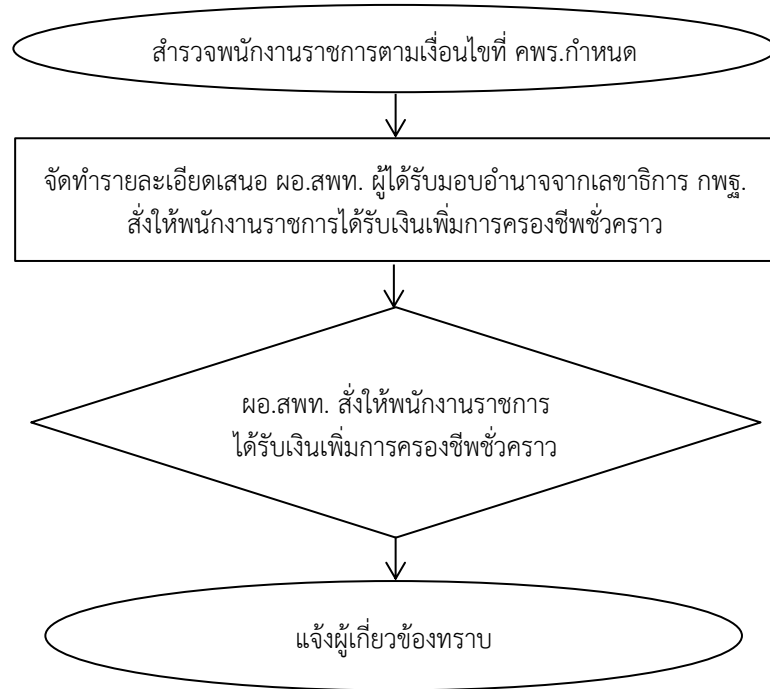 สำรวจพนักงานราชการตามเงื่อนไขที่ คพร.กำหนด
จัดทำรายละเอียดเสนอ ผอ.สพท. ผู้ได้รับมอบอำนาจจากเลขาธิการ กพฐ.
สั่งให้พนักงานราชการได้รับเงินเพิ่มการครองชีพชั่วคราว
ผอ.สพท. สั่งให้พนักงานราชการ
ได้รับเงินเพิ่มการครองชีพชั่วคราว
แจ้งผู้เกี่ยวข้องทราบ